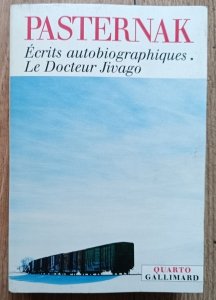 PASTERNAK
Écrits autobiographiques.
Le Docteur Jivago
QUARTO
GALLIMARD